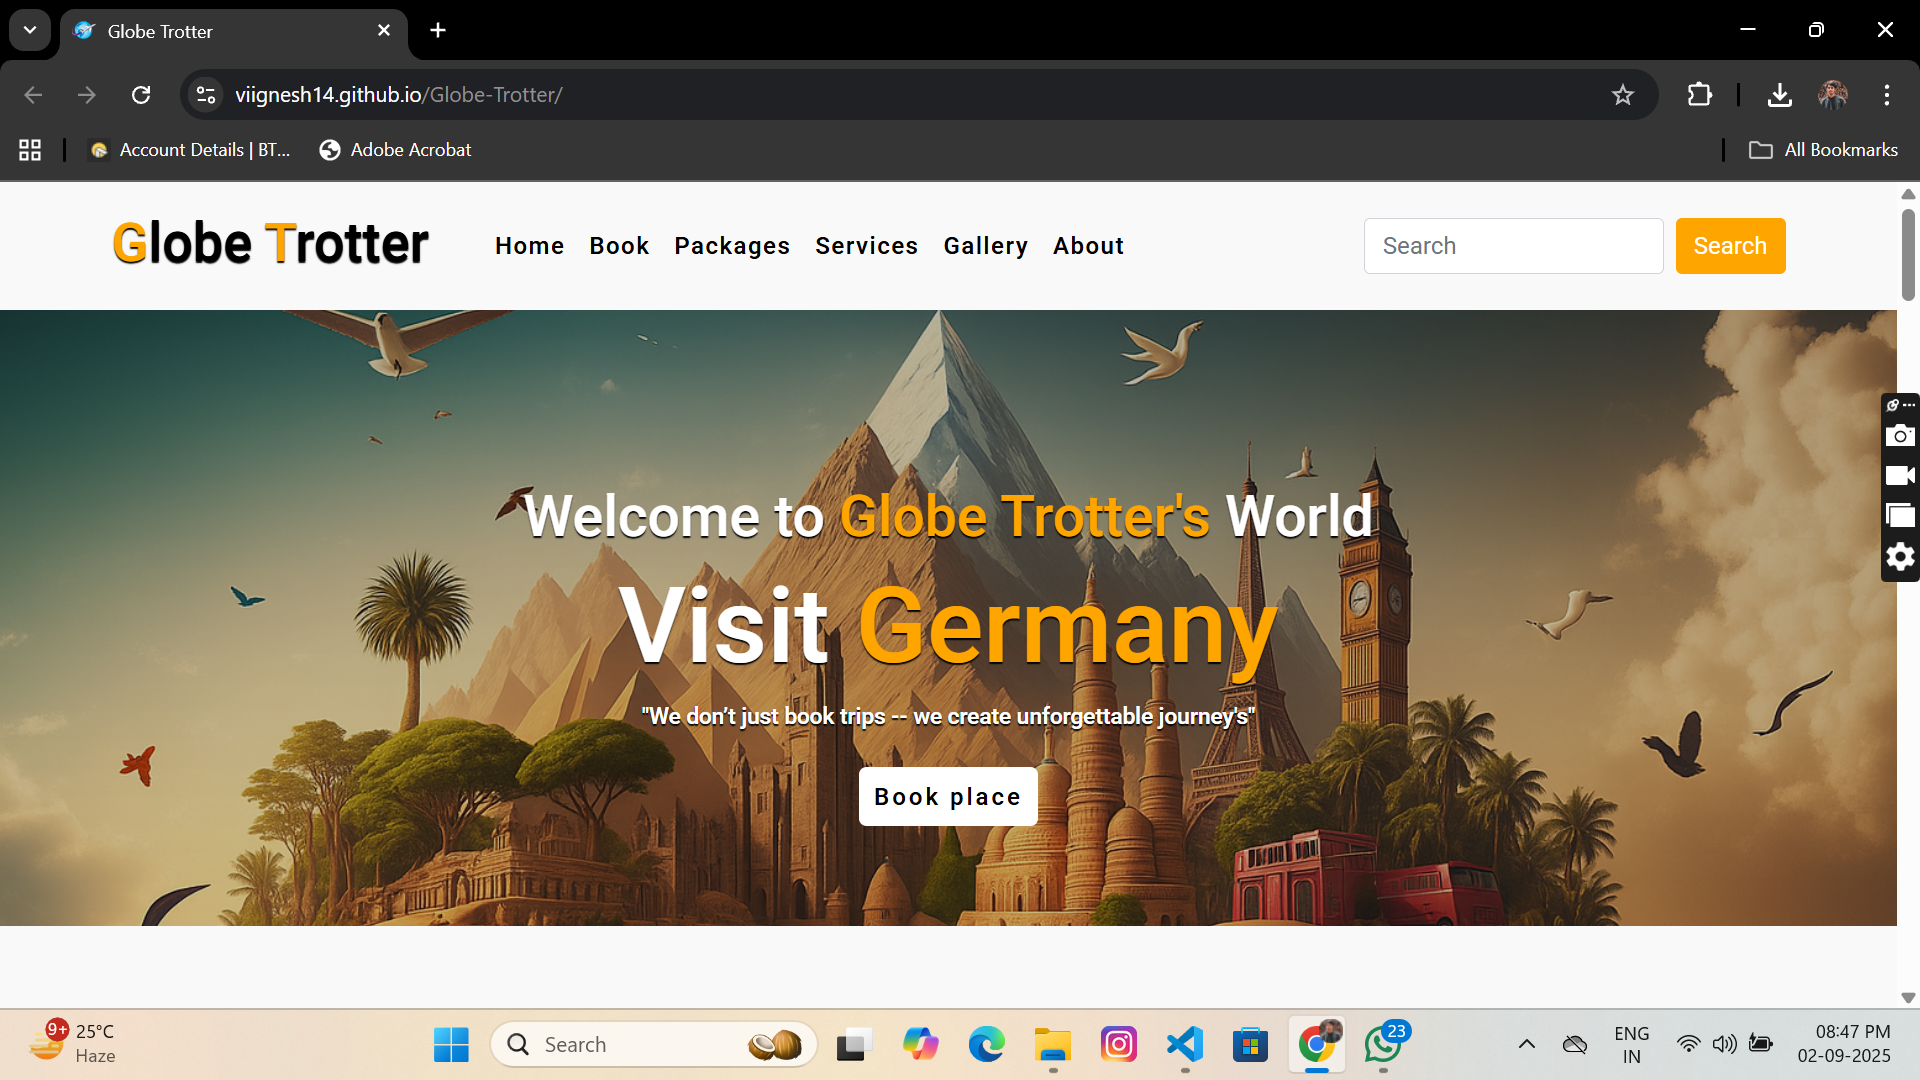 Globe Trotter
viignesh14.github.io/Globe-Trotter/
Account Details | BT...
Adobe Acrobat
All Bookmarks
Globe Trotter
Home
Book
Packages
Services
Gallery
About
Search
Search
Welcome to Globe Trotter's World
Visit Germany
"We don’t just book trips -- we create unforgettable journey's"
Book place
9+
25°C
Haze
Search
23
ENG
IN
08:47 PM
02-09-2025